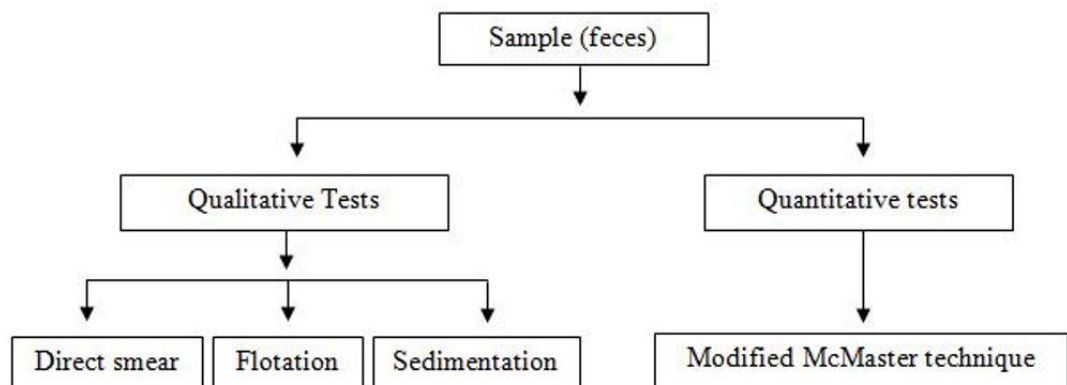 Sample (feces)
Qualitative Tests
Quantitative tests
Direct smear
Flotation
Sedimentation
Modified McMaster technique